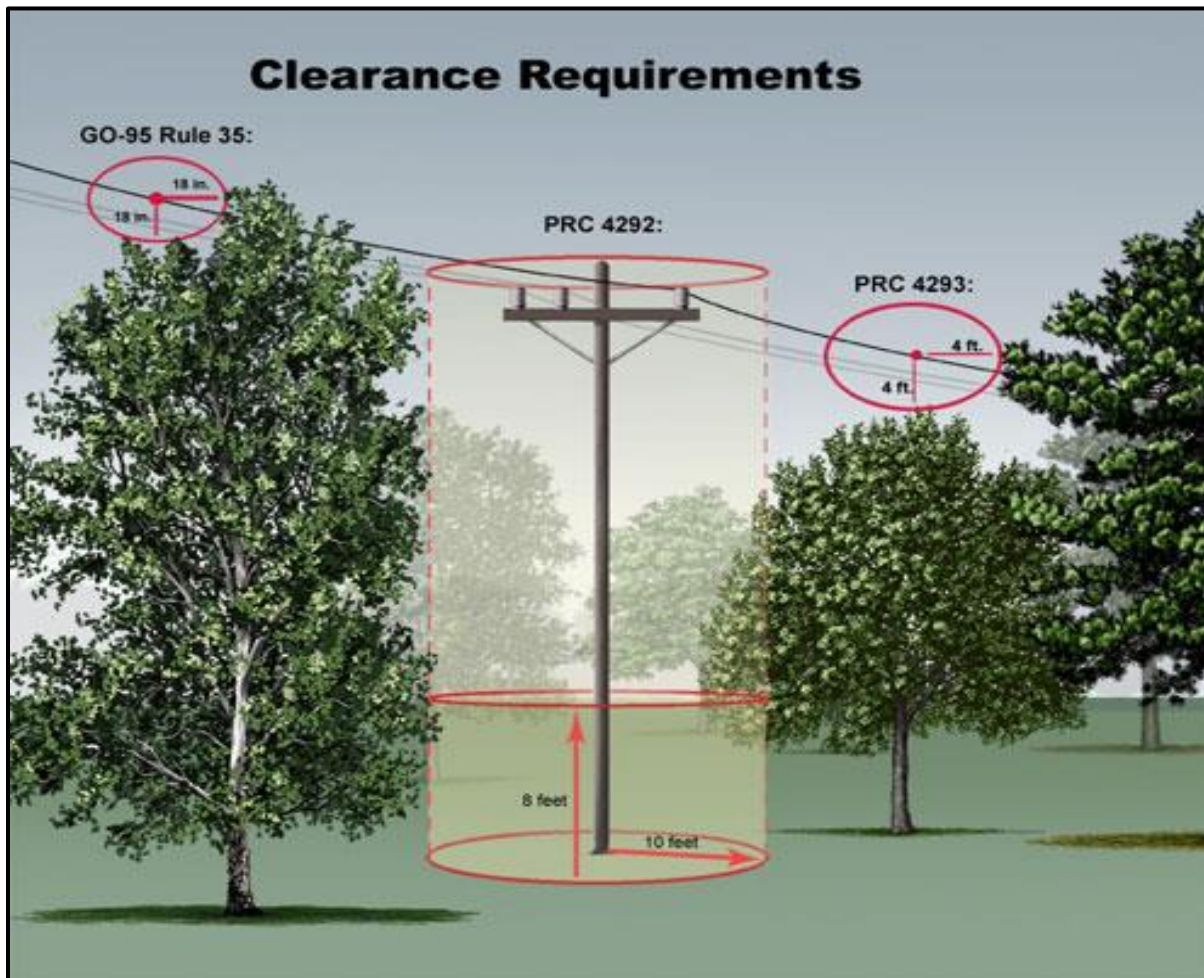 Clearance Requirements
GO-95 Rule 35:
18 in.
18 in.
PRC 4292:
PRC 4293:
4 ft.
4 ft.
8 feet
10 feet